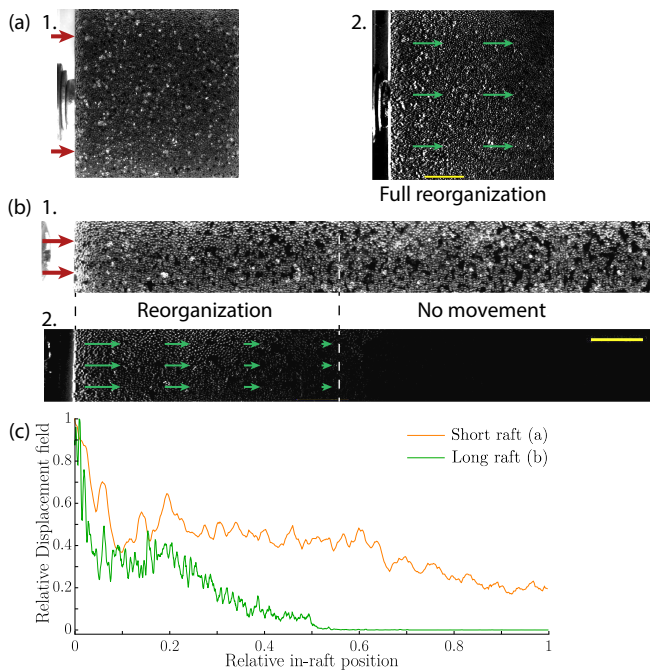 (a) 1.
2.
Full reorganization
(b) 1.
Reorganization
No movement
2.
(c)
Relative Displacement field
1
0.8
0.6
0.4
0.2
0
Short raft (a)
Long raft (b)
0
0.2
0.4
0.6
0.8
1
Relative in-raft position